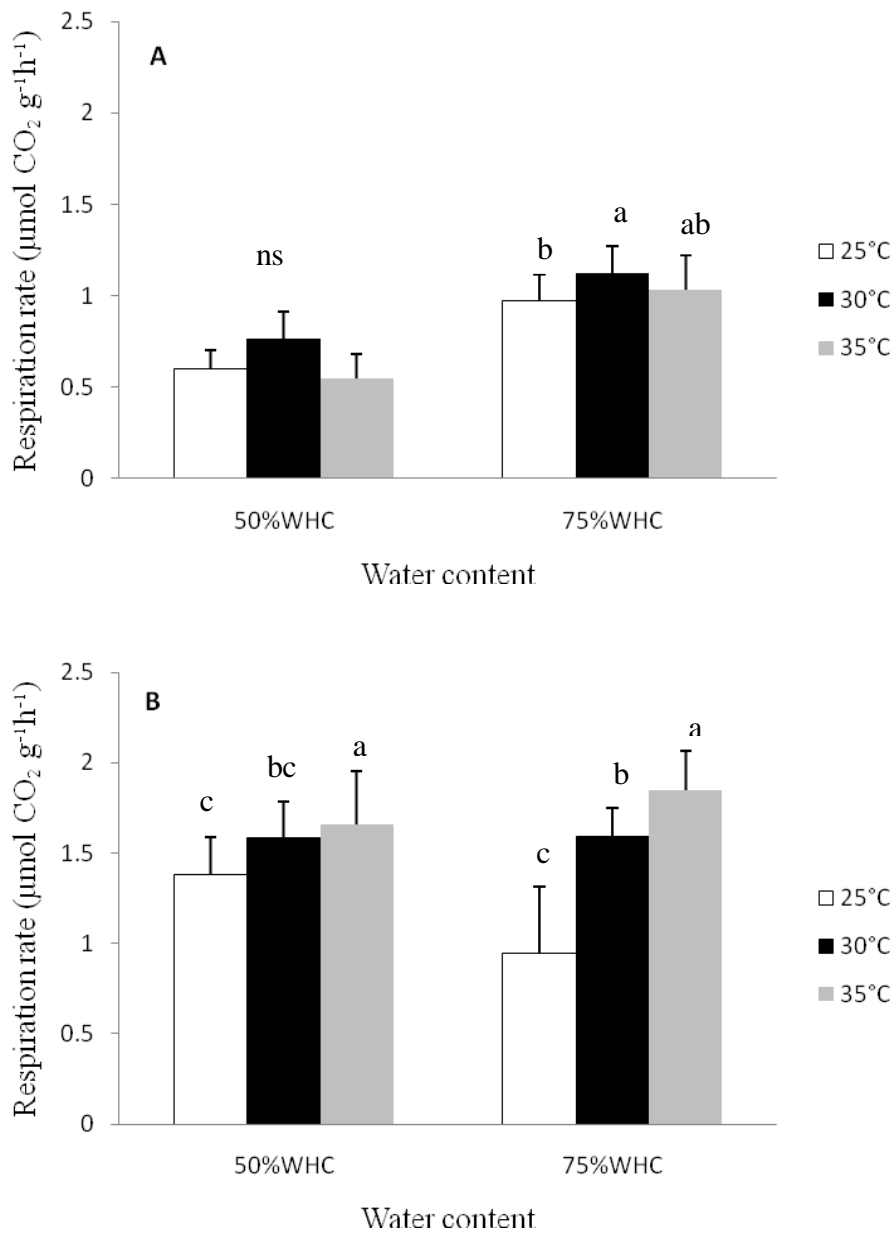 2.5
A
2
1.5
1
0.5
0
Respiration rate (µmol CO₂ g⁻¹h⁻¹)
ns
b
a
ab
25°C
30°C
35°C
50%WHC
75%WHC
Water content
2.5
B
2
1.5
1
0.5
0
Respiration rate (µmol CO₂ g⁻¹h⁻¹)
c
bc
a
c
b
a
25°C
30°C
35°C
50%WHC
75%WHC
Water content